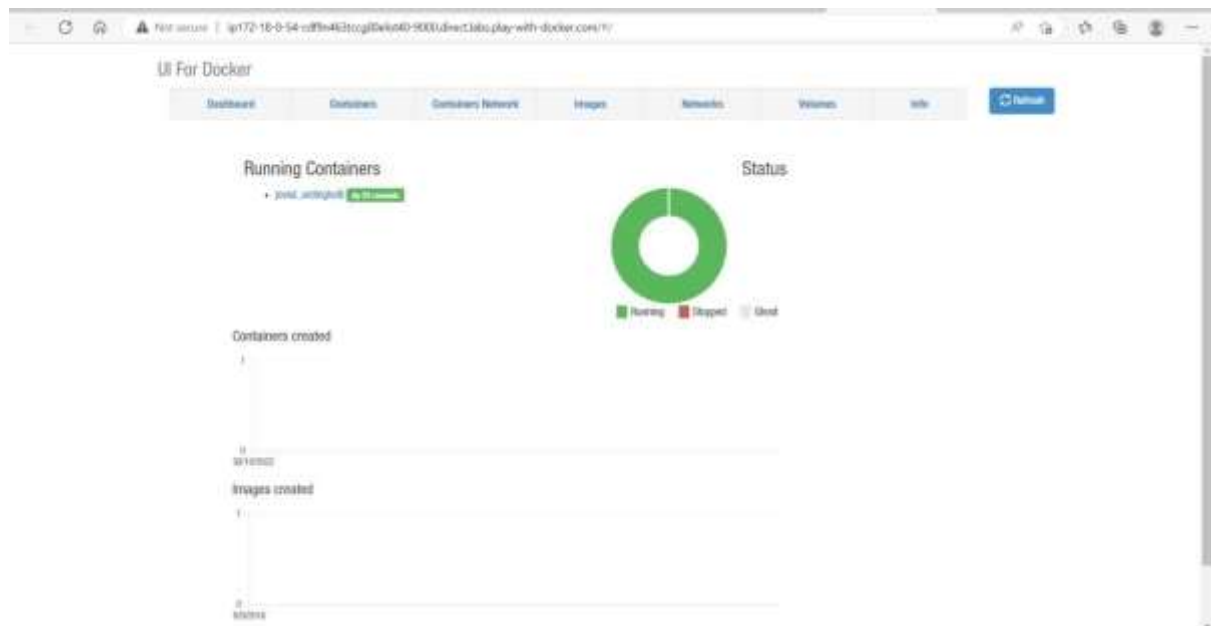 Not secure
UI For Docker
Dashboard Containers Containers Network Images Networks Volumes Info Refresh
Running Containers
Status
Running Stopped Ghost
Containers created
1
0
Images created
1
0